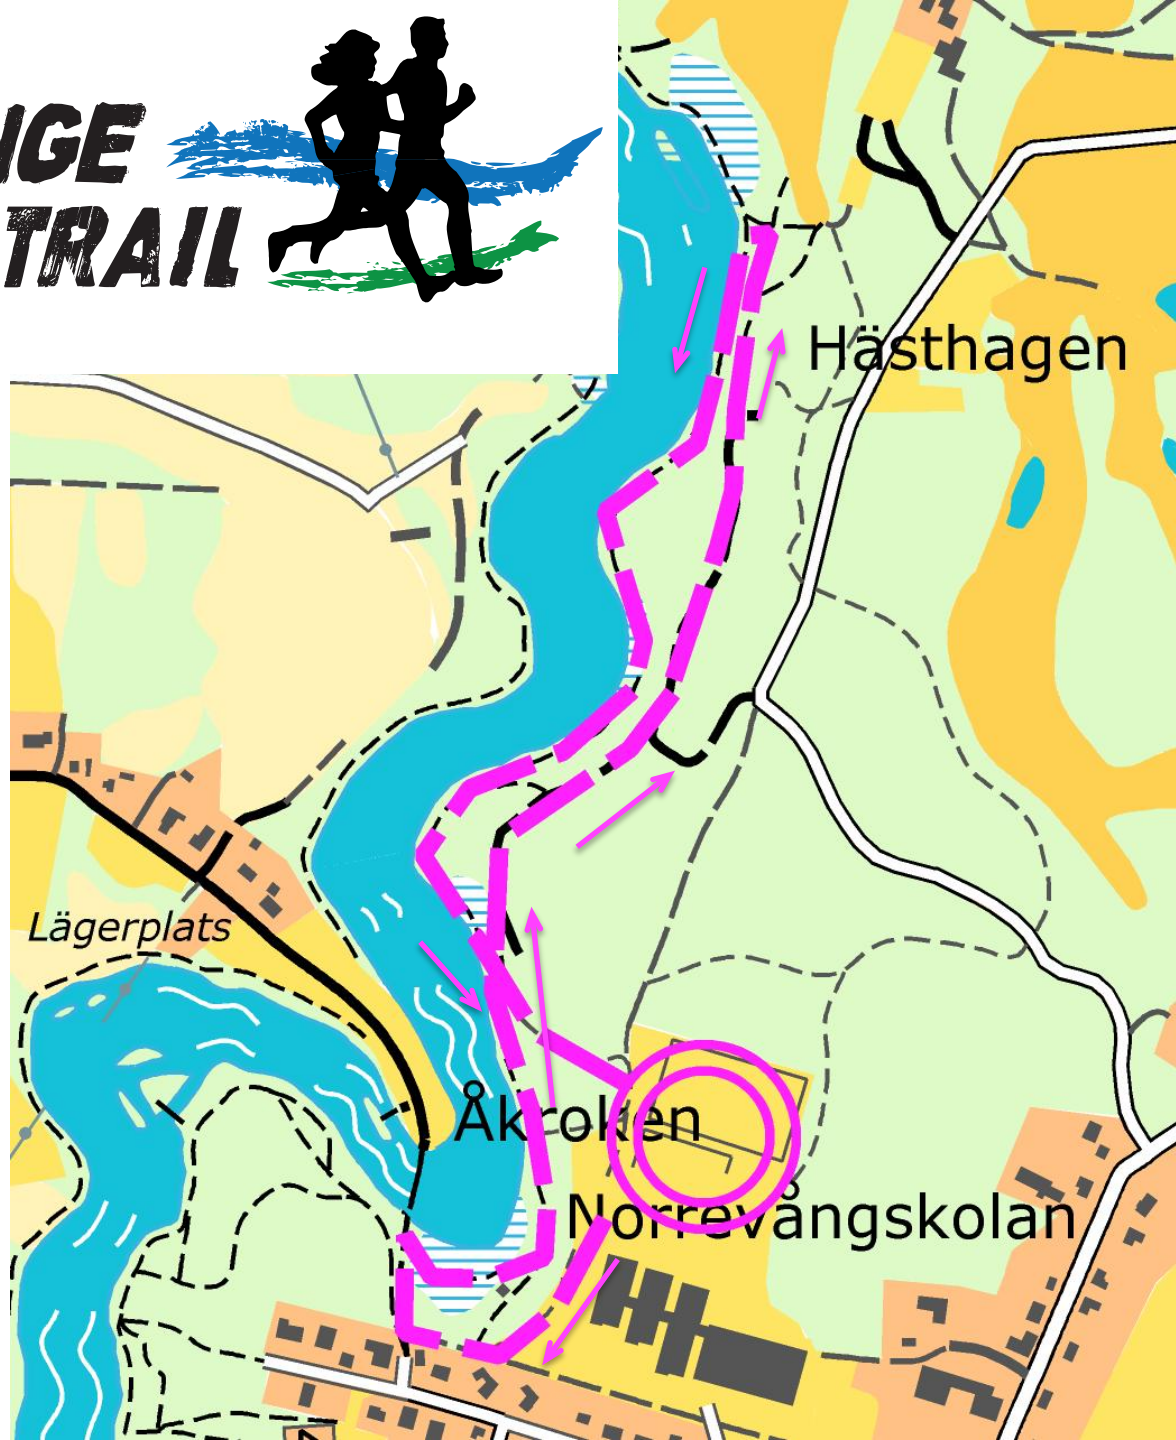 IGE
TRAIL
Hästhagen
Lägerplats
Åkroken
Norrevångskolan